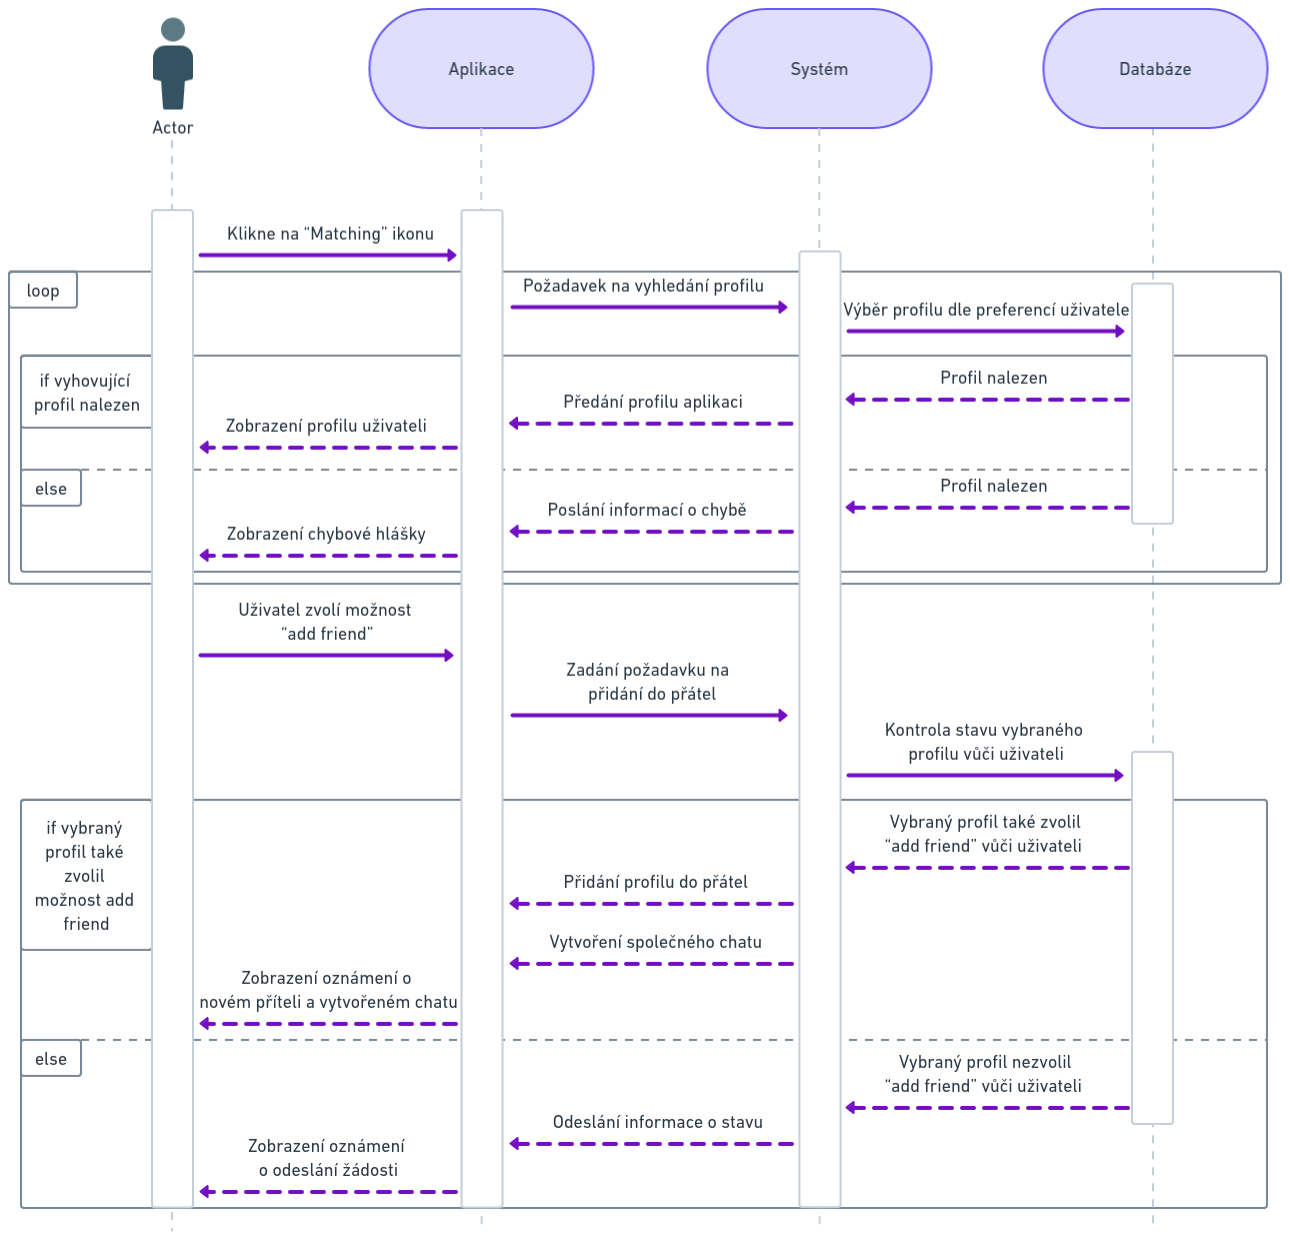 Aplikace
Systém
Databáze
Actor
Klikne na “Matching” ikonu
loop
Požadavek na vyhledání profilu
Výběr profilu dle preferencí uživatele
if vyhovující
profil nalezen
Profil nalezen
Předání profilu aplikaci
Zobrazení profilu uživateli
else
Profil nalezen
Poslání informací o chybě
Zobrazení chybové hlášky
Uživatel zvolí možnost
“add friend”
Zadání požadavku na
přidání do přátel
Kontrola stavu vybraného
profilu vůči uživateli
if vybraný
profil také
zvolil
možnost add
friend
Vybraný profil také zvolil
“add friend” vůči uživateli
Přidání profilu do přátel
Vytvoření společného chatu
Zobrazení oznámení o
novém příteli a vytvořeném chatu
else
Vybraný profil nezvolil
“add friend” vůči uživateli
Odeslání informace o stavu
Zobrazení oznámení
o odeslání žádosti